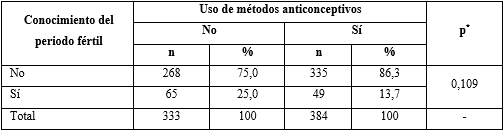 Conocimiento del periodo fértil Uso de métodos anticonceptivos p*
No Sí
n % n %
No 268 75,0 335 86,3 0,109
Sí 65 25,0 49 13,7
Total 333 100 384 100 -